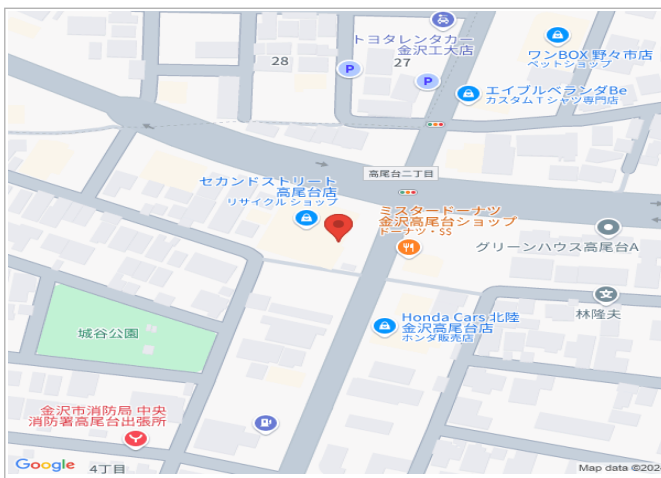 トヨタレンタカー
金沢工大店
28
27
P
P
ワンBOX 野々市店
ペットショップ
エイブルベランダBe
カスタムTシャツ専門店
高尾台二丁目
セカンドストリート
高尾台店
リサイクル ショップ
ミスタードーナツ
金沢高尾台ショップ
ドーナツ・SS
グリーンハウス高尾台A
文
林隆夫
Honda Cars 北陸
金沢高尾台店
ホンダ販売店
城谷公園
金沢市消防局 中央
消防署高尾台出張所
Google
4丁目
Map data ©202